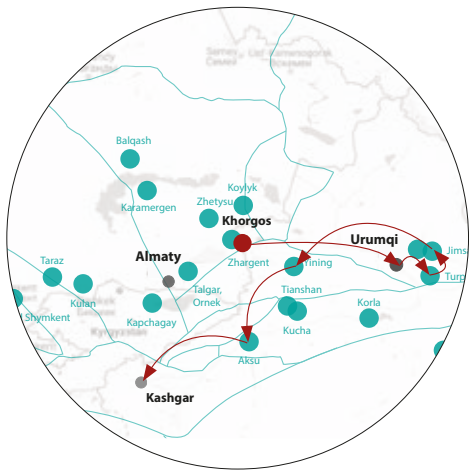 Balqash
Karamergen
Koylyk
Zhetysu
Khorgos
Zhargent
Urumqi
Jims
Turp
Almaty
Taraz
Kulan
Shymkent
Talgar,
Ornek
Kapchagay
Yining
Tianshan
Kucha
Korla
Aksu
Kashgar
Kyrgyzstan